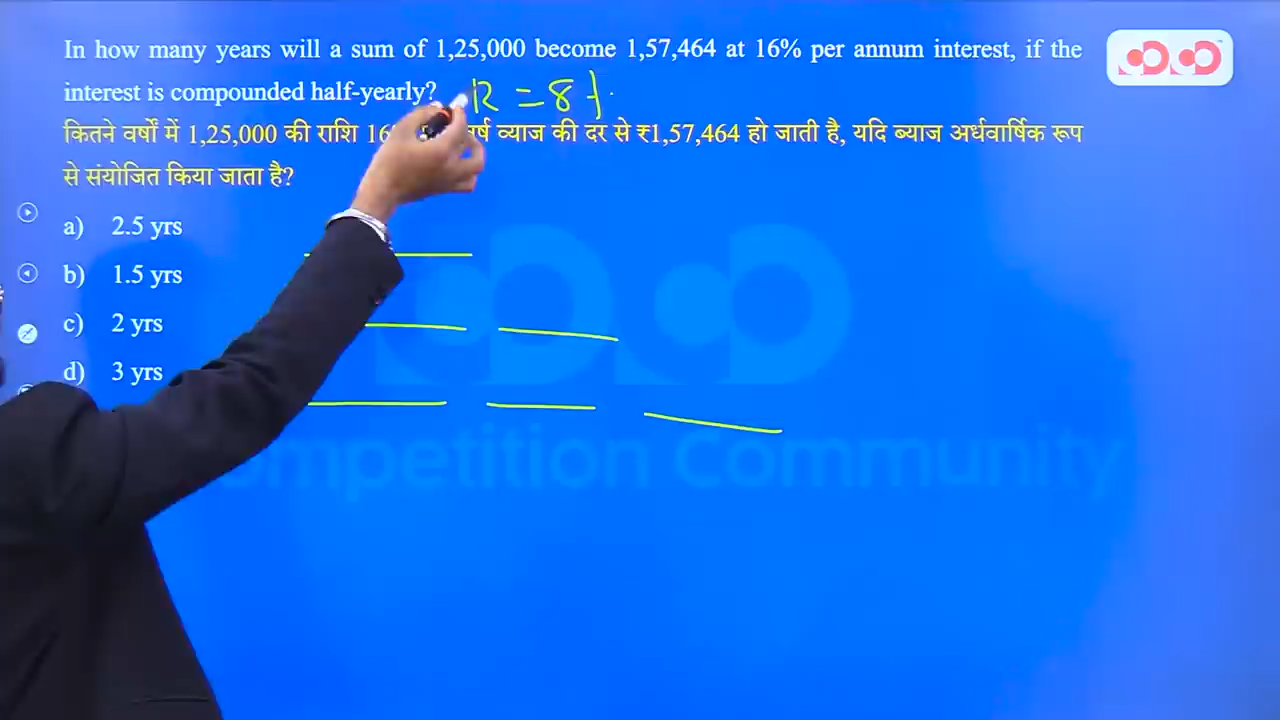 In how many years will a sum of 1,25,000 become 1,57,464 at 16% per annum interest, if the
interest is compounded half-yearly? R = 8
कितने वर्षों में 1,25,000 की राशि व्याज की दर से ₹1,57,464 हो जाती है, यदि ब्याज अर्धवार्षिक रूप
से संयोजित किया जाता है?
a) 2.5 yrs
b) 1.5 yrs
c) 2 yrs
d) 3 yrs
Competition Community